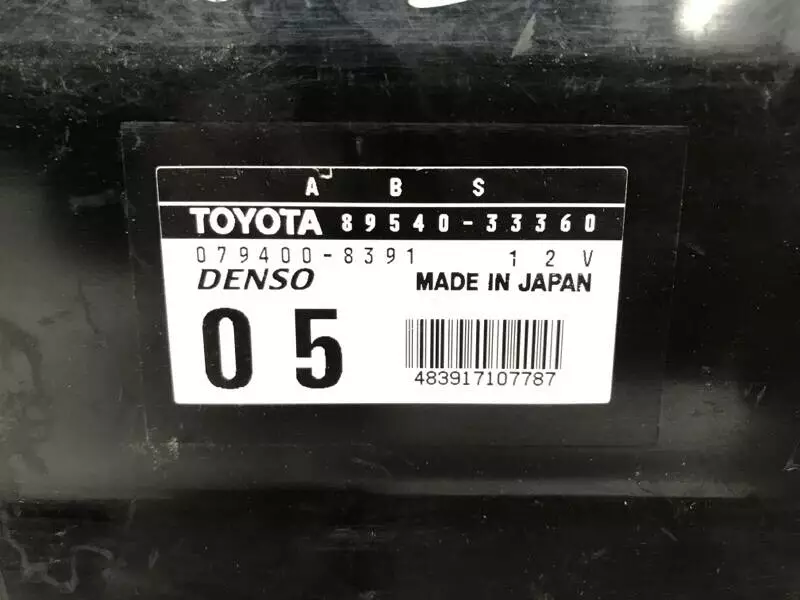 A B S
TOYOTA 89540-33360
079400-8391 12V
DENSO MADE IN JAPAN
05
483917107787